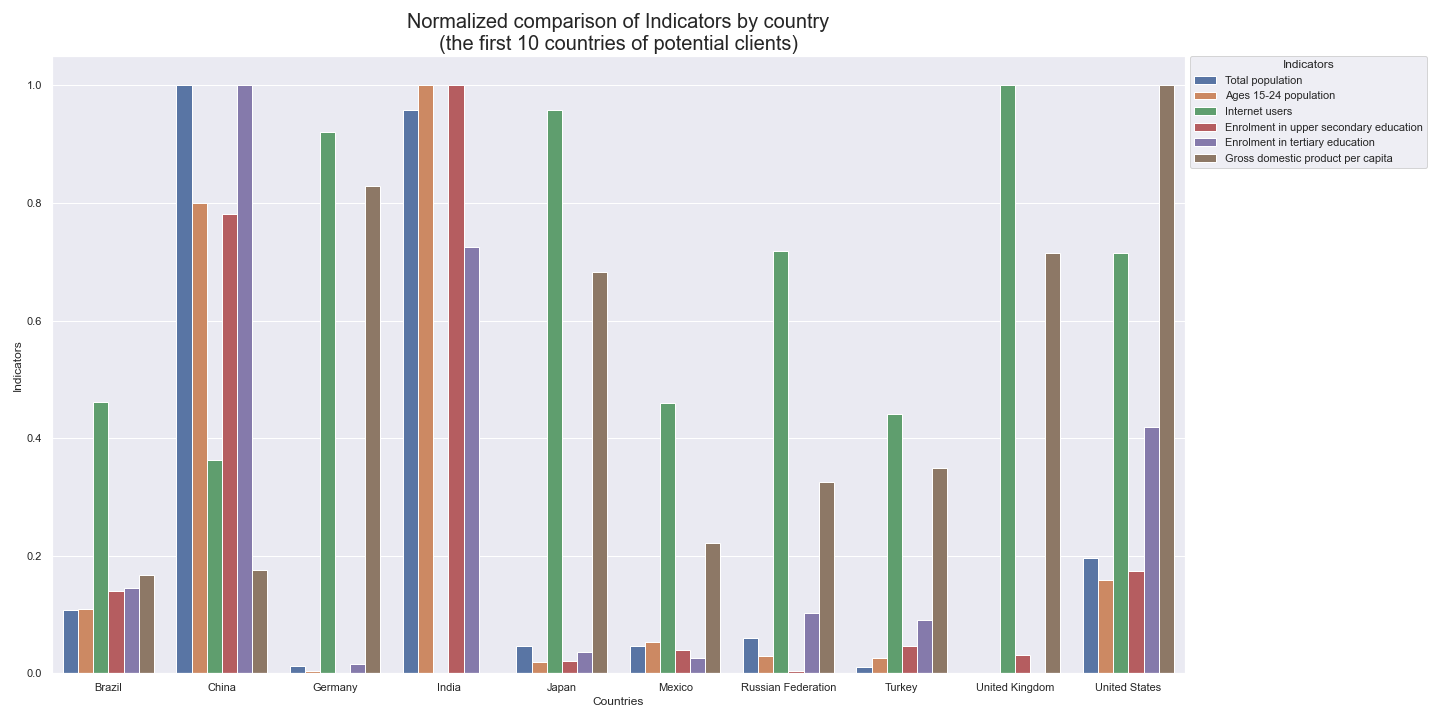 Normalized comparison of Indicators by country
(the first 10 countries of potential clients)
Indicators
Total population
Ages 15-24 population
Internet users
Enrolment in upper secondary education
Enrolment in tertiary education
Gross domestic product per capita
Indicators
1.0
0.8
0.6
0.4
0.2
0.0
Brazil
China
Germany
India
Japan
Mexico
Russian Federation
Turkey
United Kingdom
United States
Countries